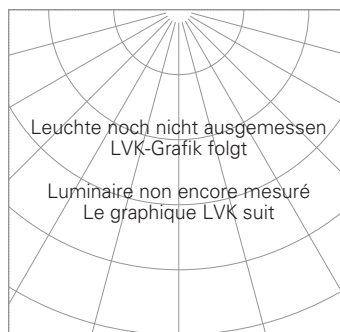 Leuchte noch nicht ausgemessen
LVK-Grafik folgt
Luminaire non encore mesuré
Le graphique LVK suit